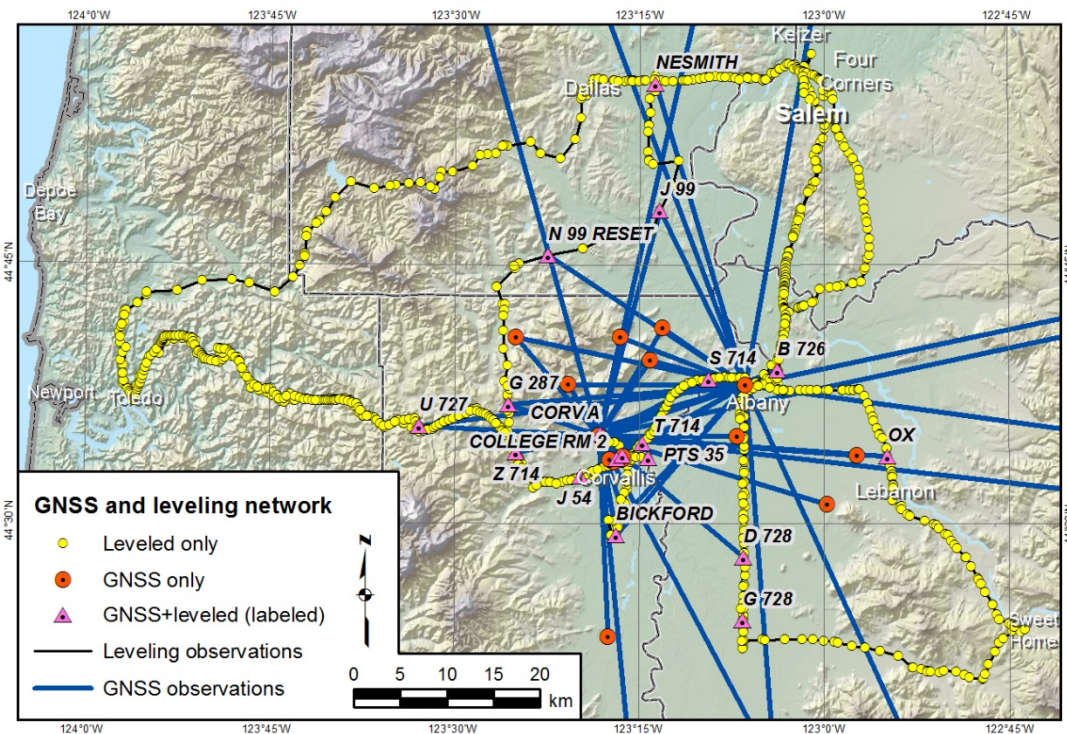 124°0'W
123°45'W
123°30'W
123°15'W
123°0'W
122°45'W
Keizer
NESMITH
Four
Corners
Dallas
Salem
Depoe
Bay
J 99
N 99 RESET
44°45'N
44°45'N
S 714
B 726
G 287
Newport
Toledo
U 727
CORV A
Albany
T 714
OX
COLLEGE RM 2
PTS 35
Z 714
Corvallis
J 54
Lebanon
BICKFORD
44°30'N
D 728
G 728
Sweet
Home
GNSS and leveling network
Leveled only
GNSS only
GNSS+leveled (labeled)
Leveling observations
GNSS observations
N
0 5 10 15 20
km
124°0'W
123°45'W
123°30'W
123°15'W
123°0'W
122°45'W